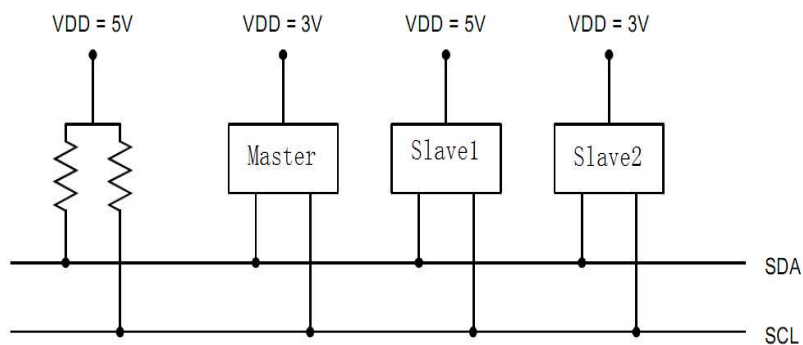 VDD = 5V VDD = 3V VDD = 5V VDD = 3V
Master Slave1 Slave2
SDA
SCL